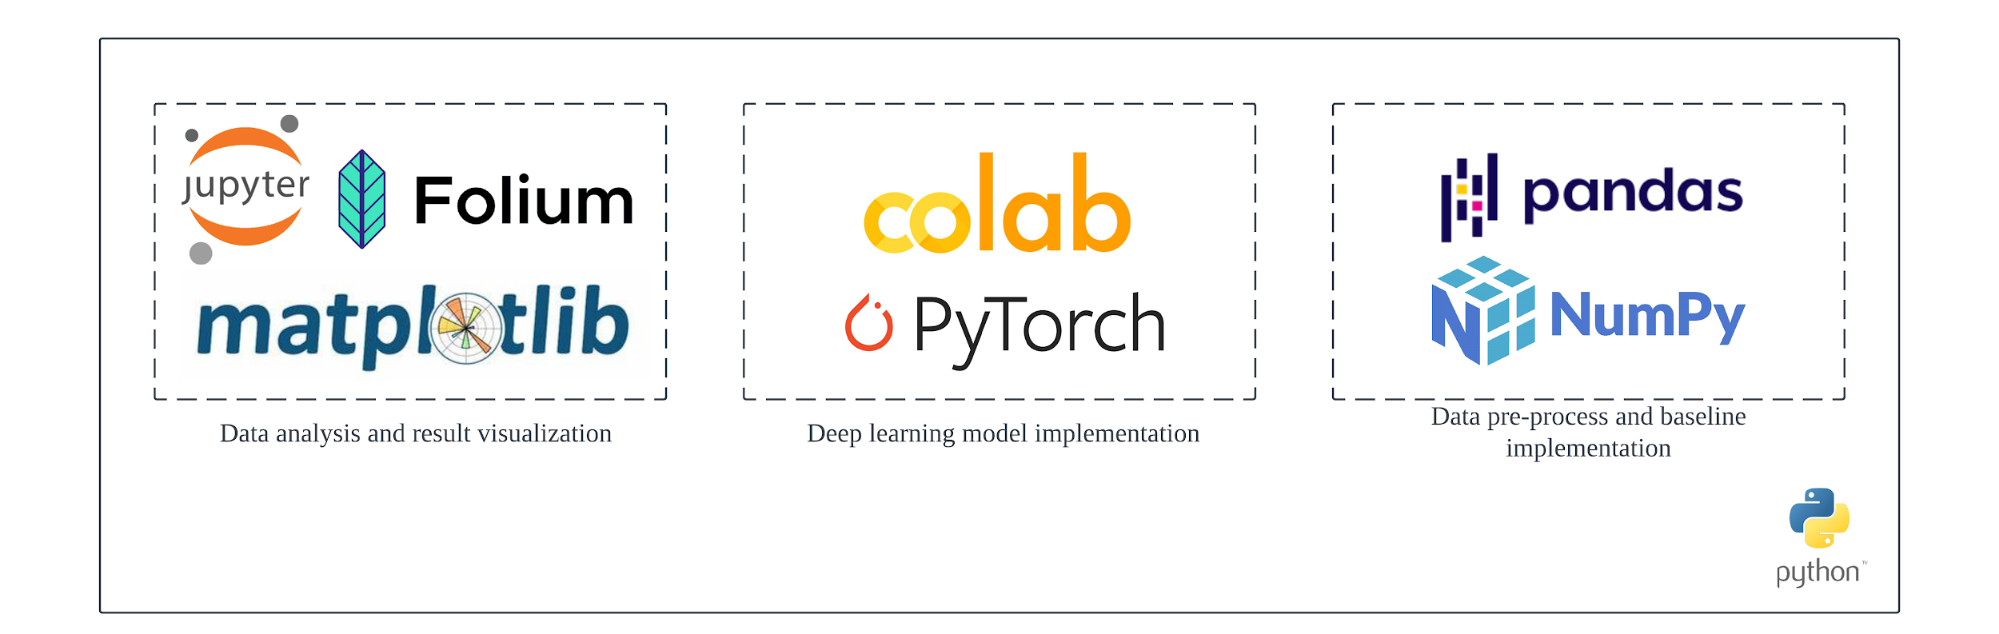 jupyter
Folium
matplotlib
Data analysis and result visualization
colab
PyTorch
Deep learning model implementation
pandas
NumPy
Data pre-process and baseline
implementation
python™